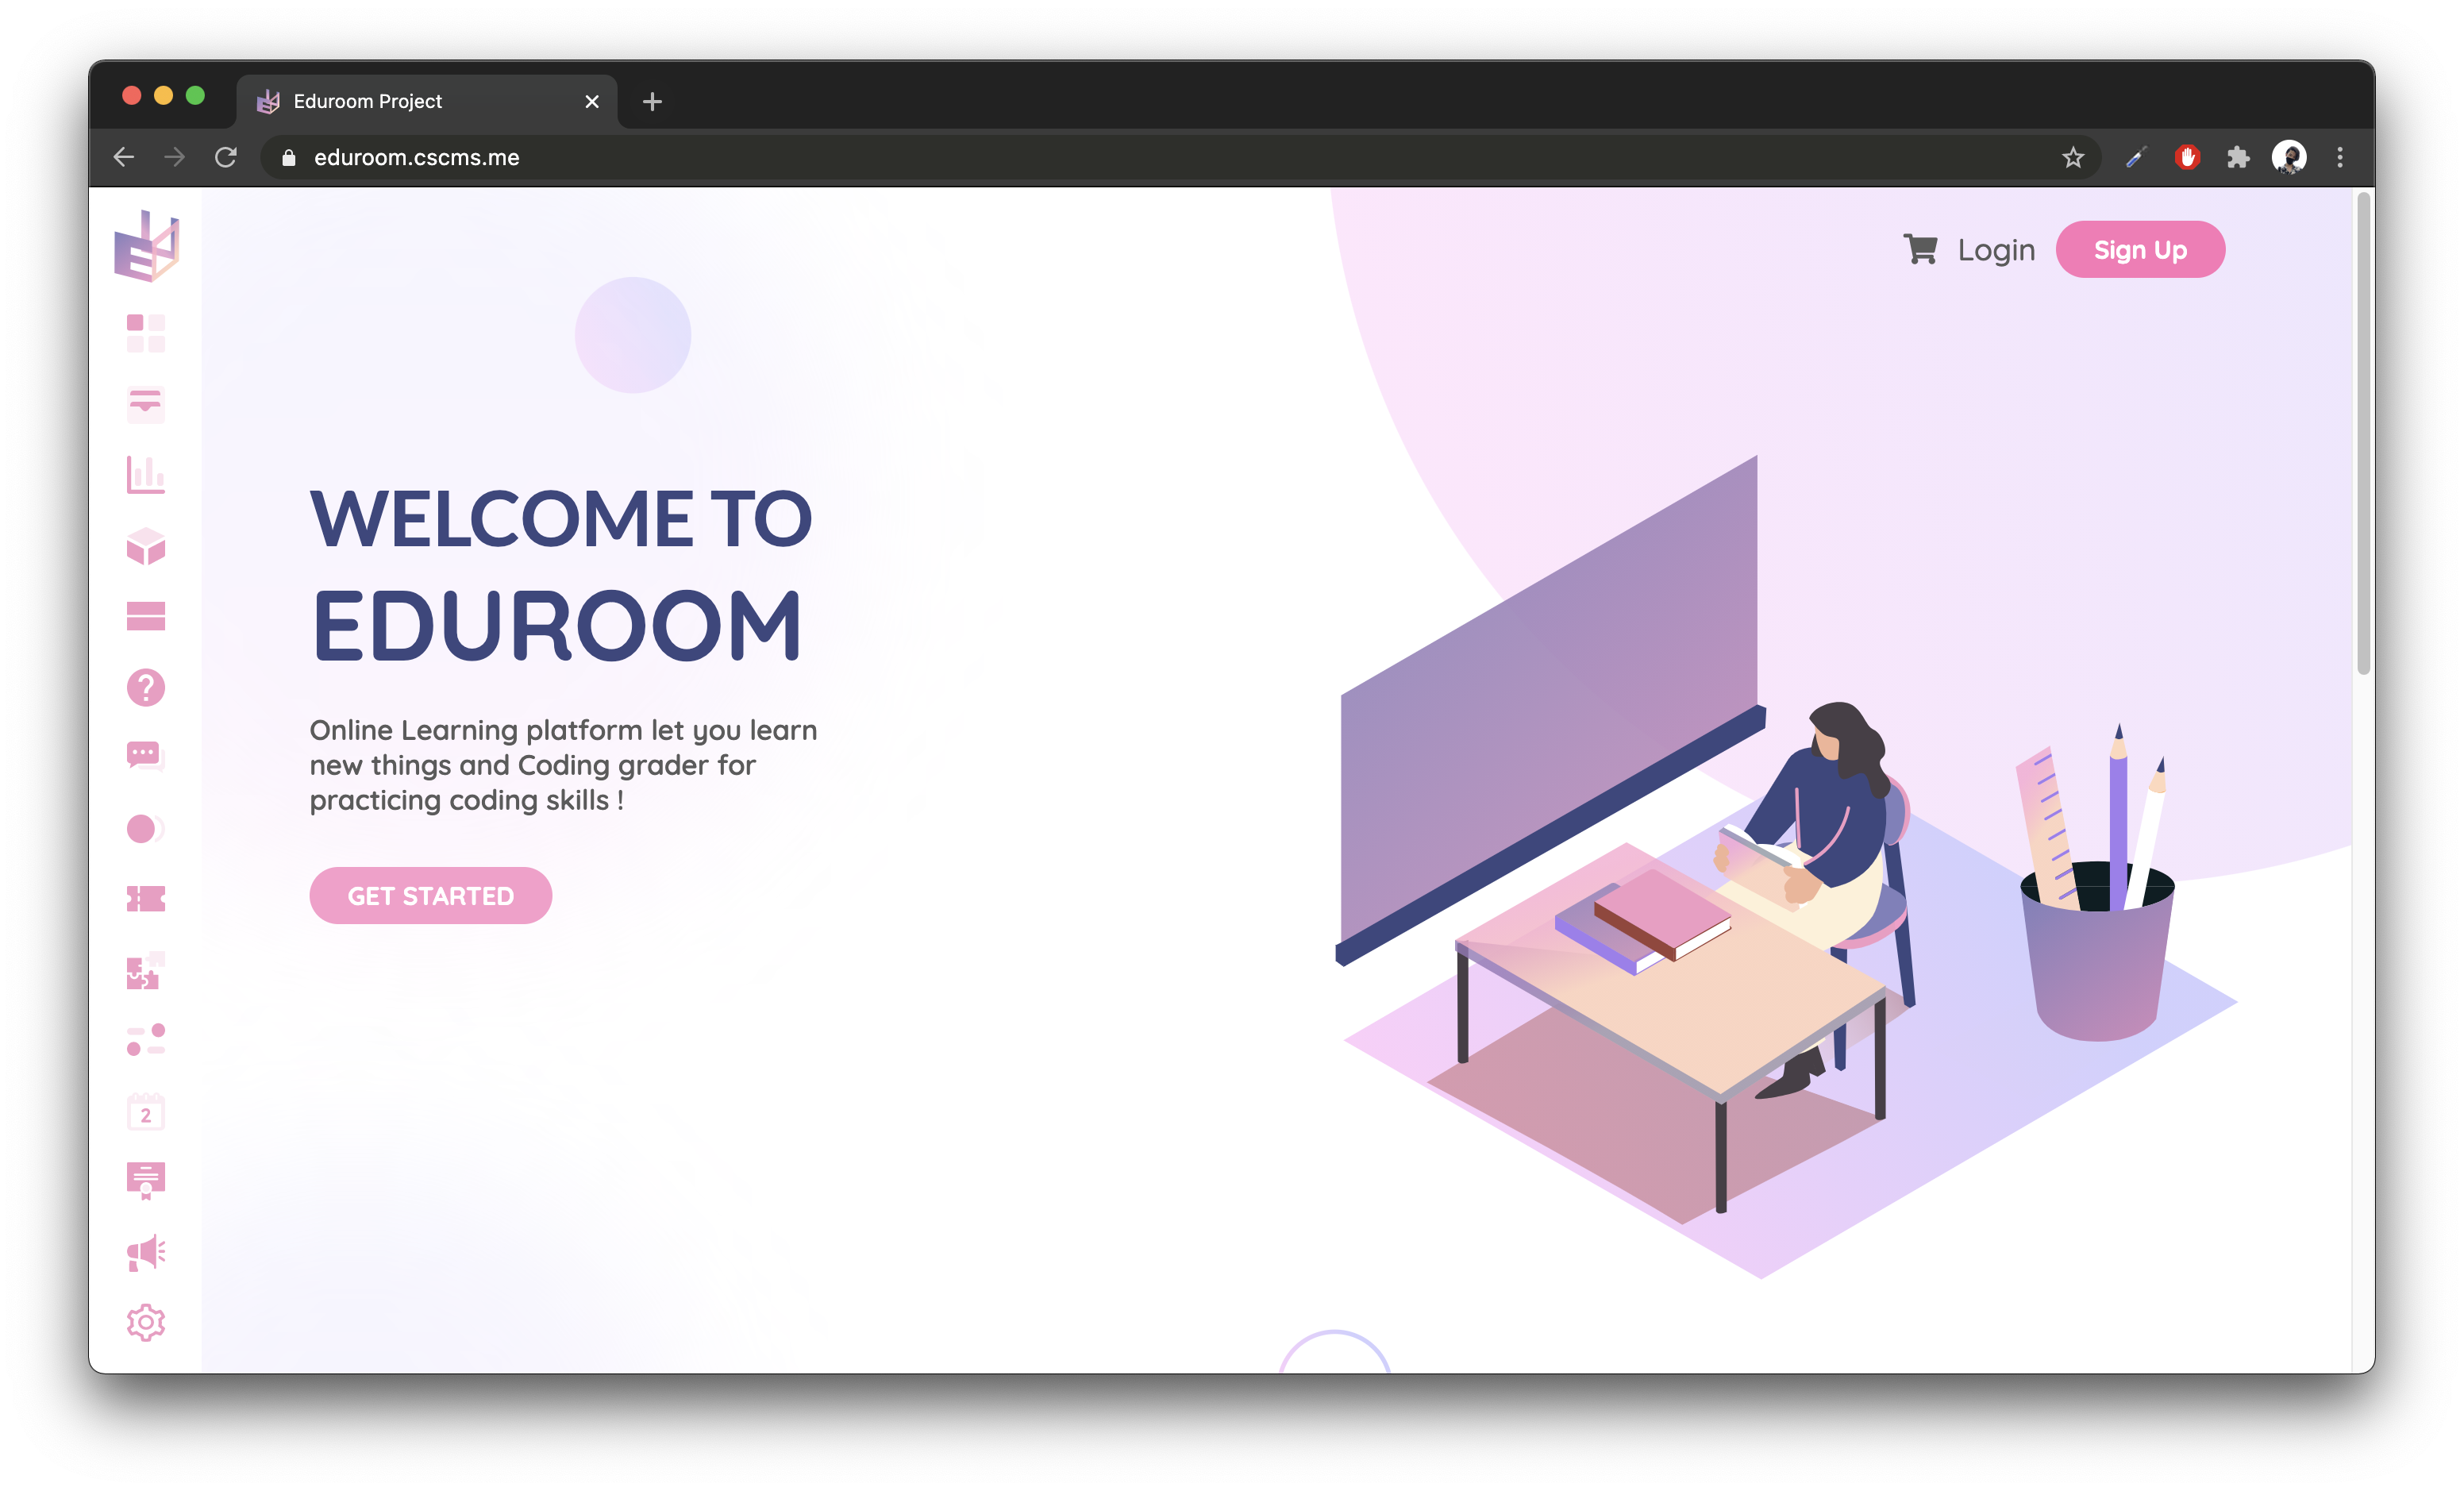 Eduroom Project
eduroom.cscms.me
Login
Sign Up
WELCOME TO
EDUROOM
Online Learning platform let you learn
new things and Coding grader for
practicing coding skills !
GET STARTED
2